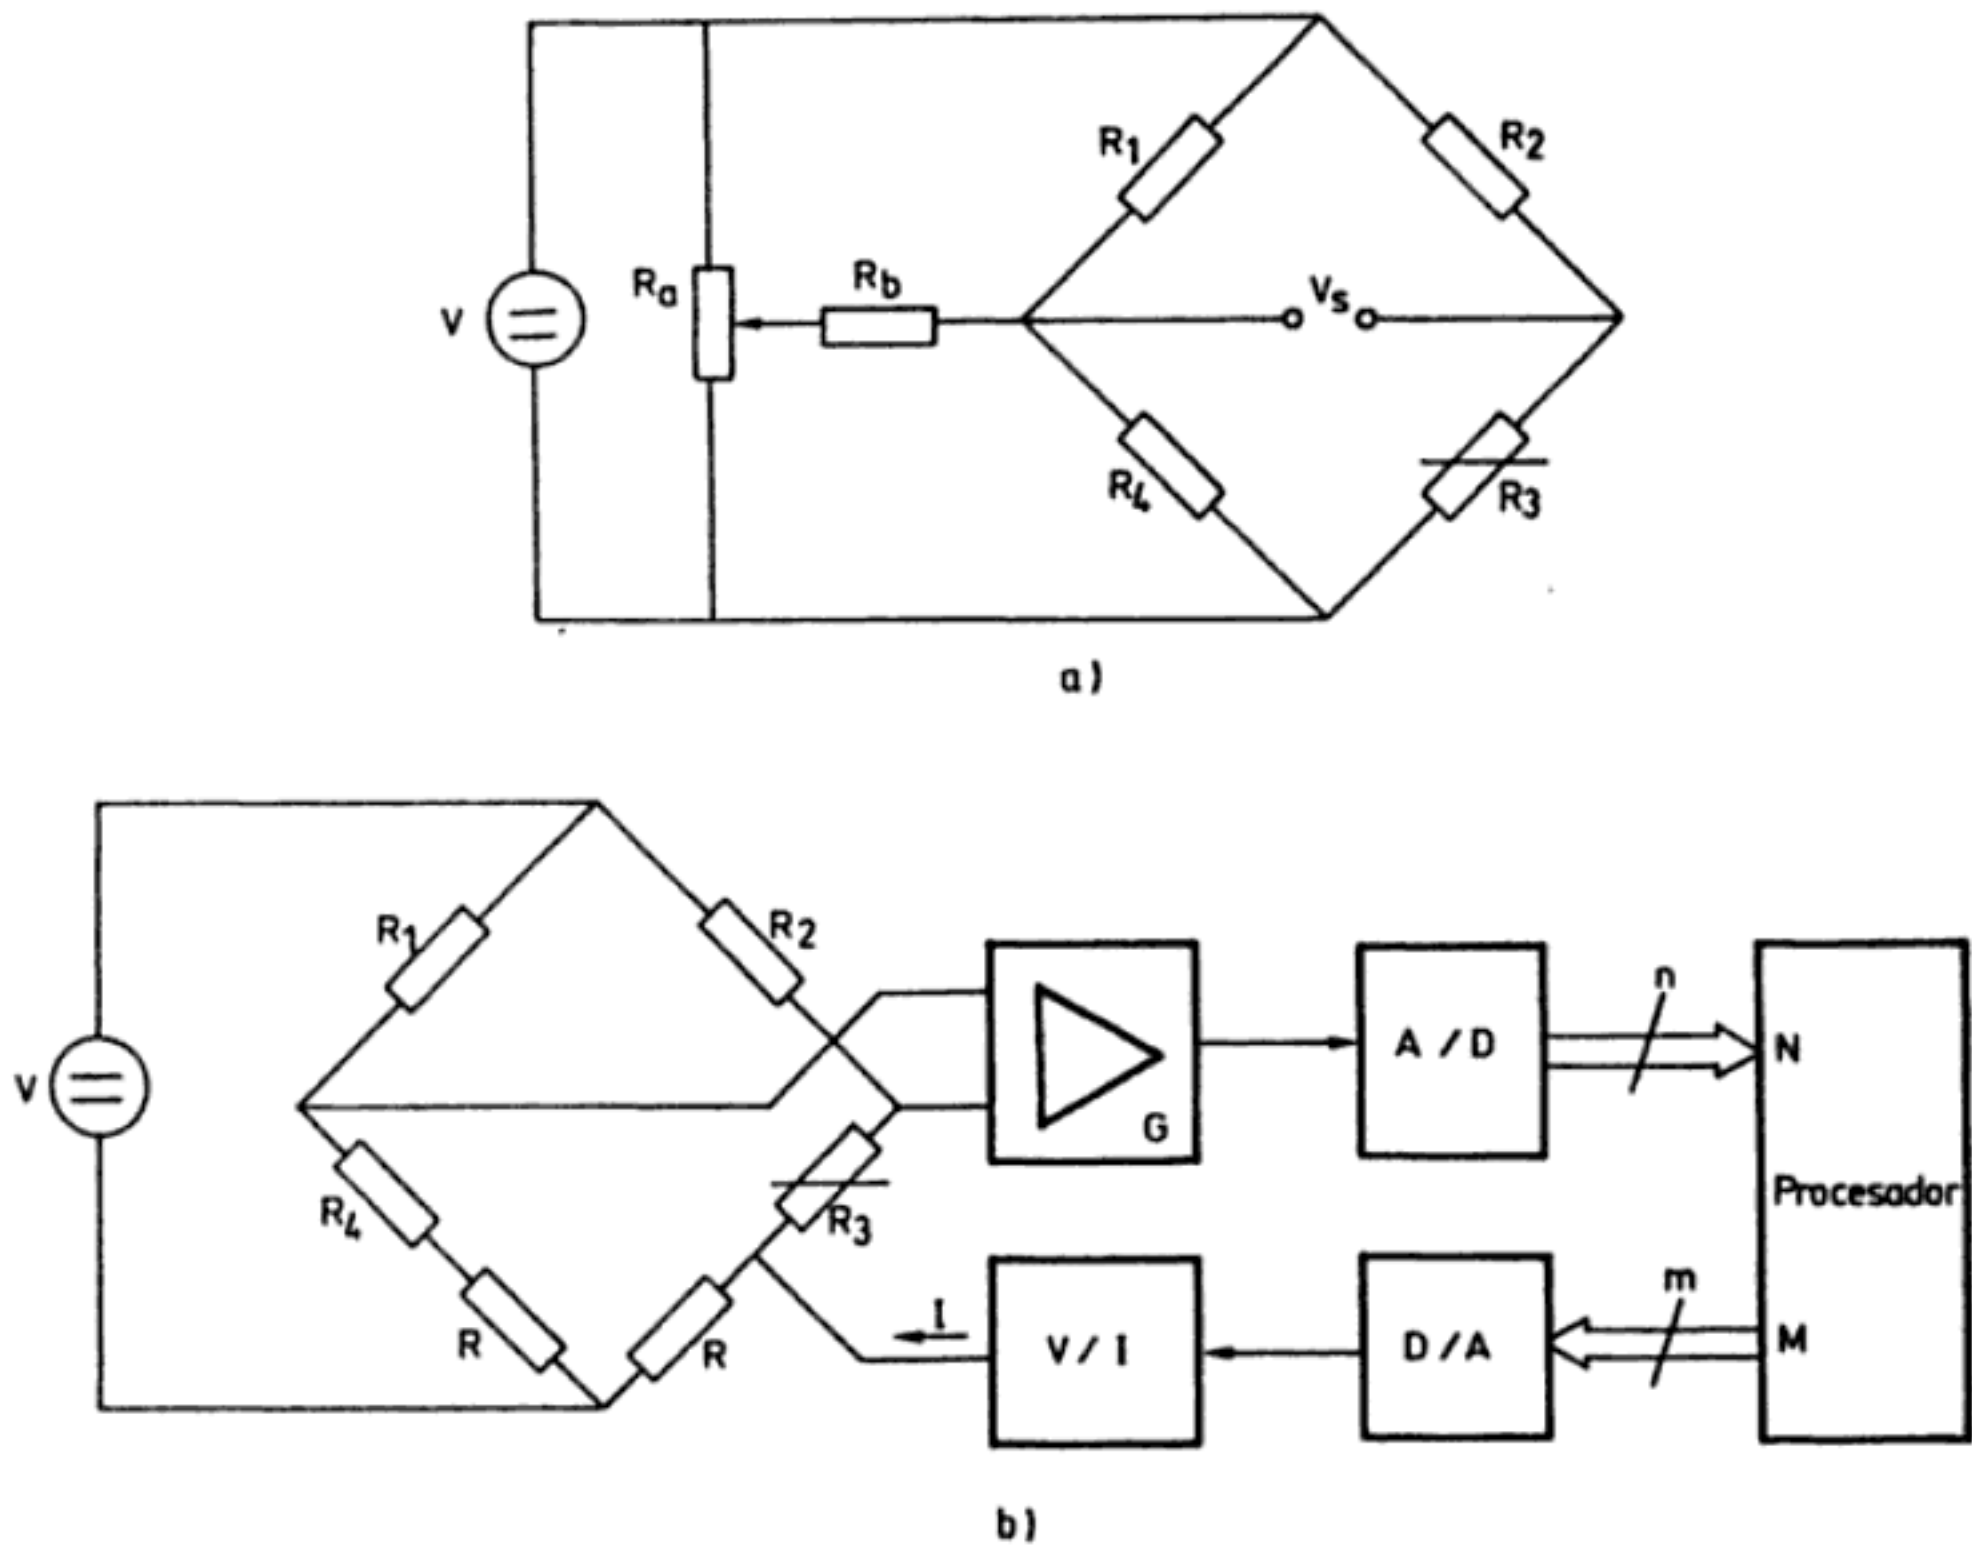 R1
R2
Ra
Rb
Vs
V
R4
R3
a)
R1
R2
n
A/D
N
V
G
Procesador
R4
R3
m
I
R
R
V/I
D/A
M
b)